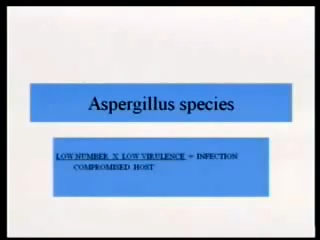 Aspergillus species
LOW NUMBER X LOW VIRULENCE = INFECTION
COMPROMISED HOST